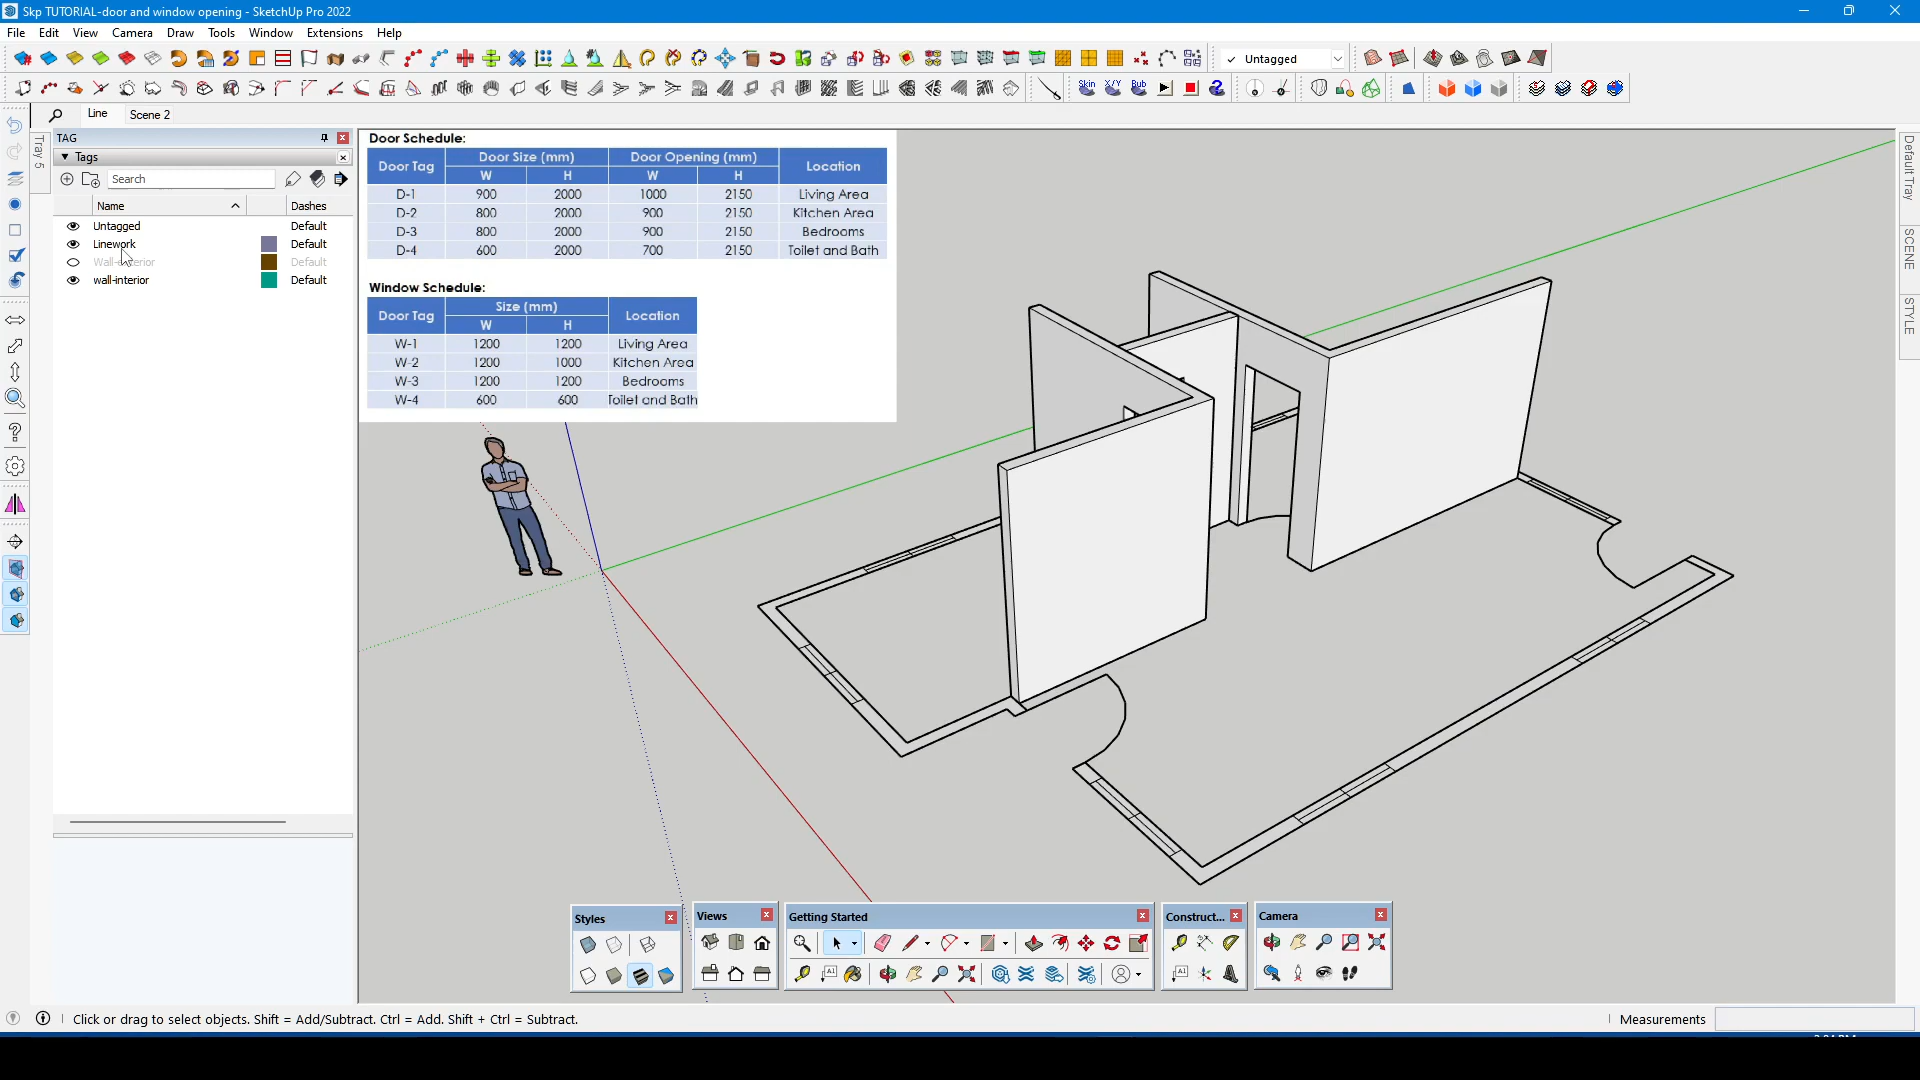 Skp TUTORIAL-door and window opening - SketchUp Pro 2022
File Edit View Camera Draw Tools Window Extensions Help
Untagged
Skin X/Y Bub
Line Scene 2
TAG
Tray 5
Tags
Search
Name Dashes
Untagged Default
Linework Default
Default
wall-interior Default
Door Schedule:
Door Tag Door Size (mm) Door Opening (mm) Location
W H W H
D-1 900 2000 1000 2150 Living Area
D-2 800 2000 900 2150 Kitchen Area
D-3 800 2000 900 2150 Bedrooms
D-4 600 2000 700 2150 Toilet and Bath
Window Schedule:
Door Tag Size (mm) Location
W H
W-1 1200 1200 Living Area
W-2 1200 1000 Kitchen Area
W-3 1200 1200 Bedrooms
W-4 600 600 Toilet and Bath
Default Tray
SCENE
STYLE
Styles
Views
Getting Started
Construct...
Camera
Click or drag to select objects. Shift = Add/Subtract. Ctrl = Add. Shift + Ctrl = Subtract.
Measurements